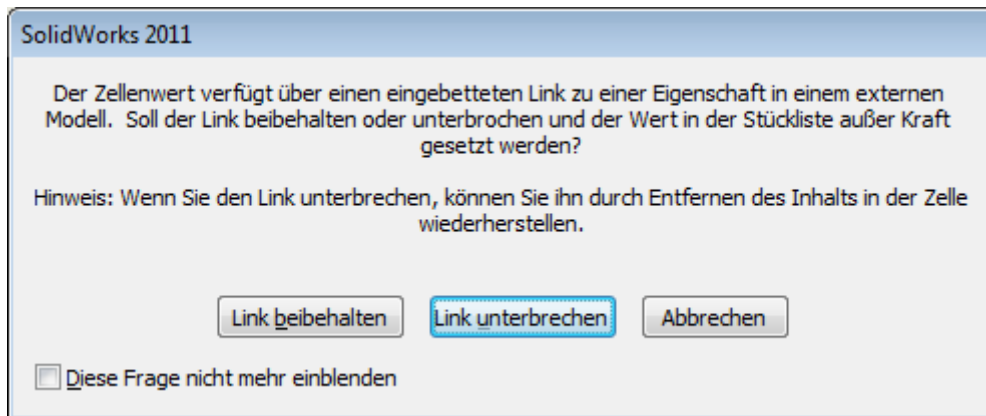 SolidWorks 2011
Der Zellenwert verfügt über einen eingebetteten Link zu einer Eigenschaft in einem externen
Modell.  Soll der Link beibehalten oder unterbrochen und der Wert in der Stückliste außer Kraft
gesetzt werden?
Hinweis: Wenn Sie den Link unterbrechen, können Sie ihn durch Entfernen des Inhalts in der Zelle
wiederherstellen.
Link beibehalten Link unterbrechen Abbrechen
Diese Frage nicht mehr einblenden